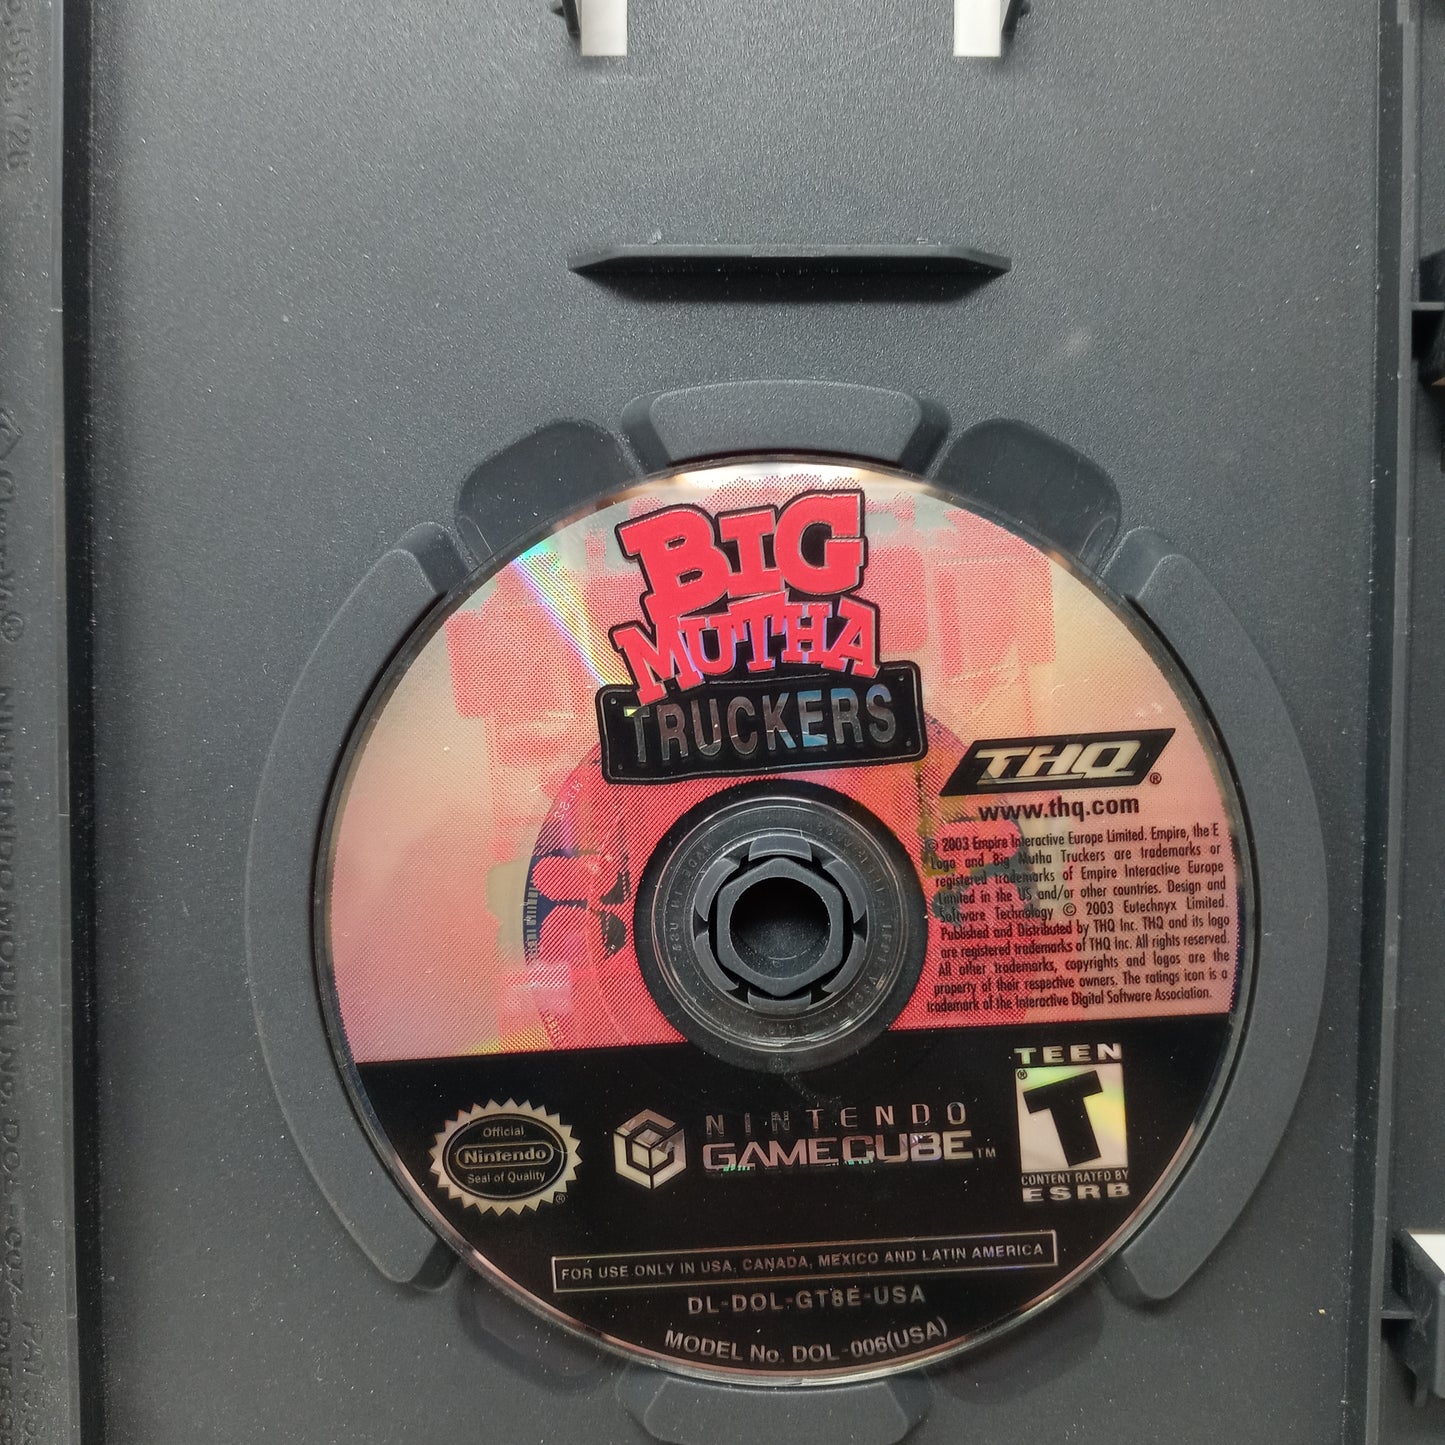 BIG
MUTHA
TRUCKERS
THQ®
www.thq.com
© 2003 Empire Interactive Europe Limited. Empire, the E
Logo and Big Mutha Truckers are trademarks or
registered trademarks of Empire Interactive Europe
Limited in the US and/or other countries. Design and
Software Technology © 2003 Eutechnyx Limited.
Published and Distributed by THQ Inc. THQ and its logo
are registered trademarks of THQ Inc. All rights reserved.
All other trademarks, copyrights and logos are the
property of their respective owners. The ratings icon is a
trademark of the Interactive Digital Software Association.
TEEN
®
T
CONTENT RATED BY
ESRB
Official
Nintendo
Seal of Quality
®
NINTENDO
GAMECUBE™
FOR USE ONLY IN USA, CANADA, MEXICO AND LATIN AMERICA
DL-DOL-GT8E-USA
MODEL No. DOL-006(USA)
NINTENDO MODEL NO. DOL-